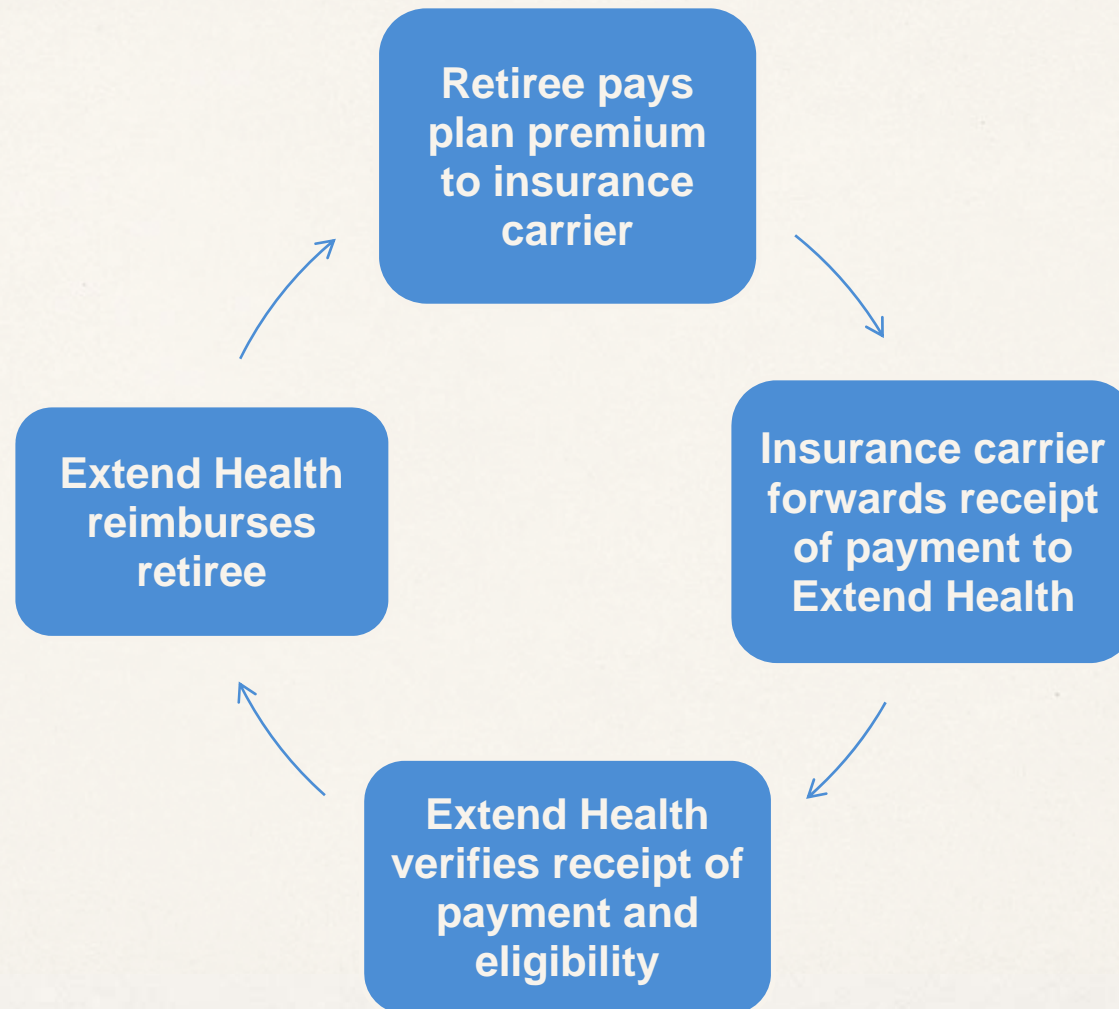 Retiree pays
plan premium
to insurance
carrier
Insurance carrier
forwards receipt
of payment to
Extend Health
Extend Health
verifies receipt of
payment and
eligibility
Extend Health
reimburses
retiree